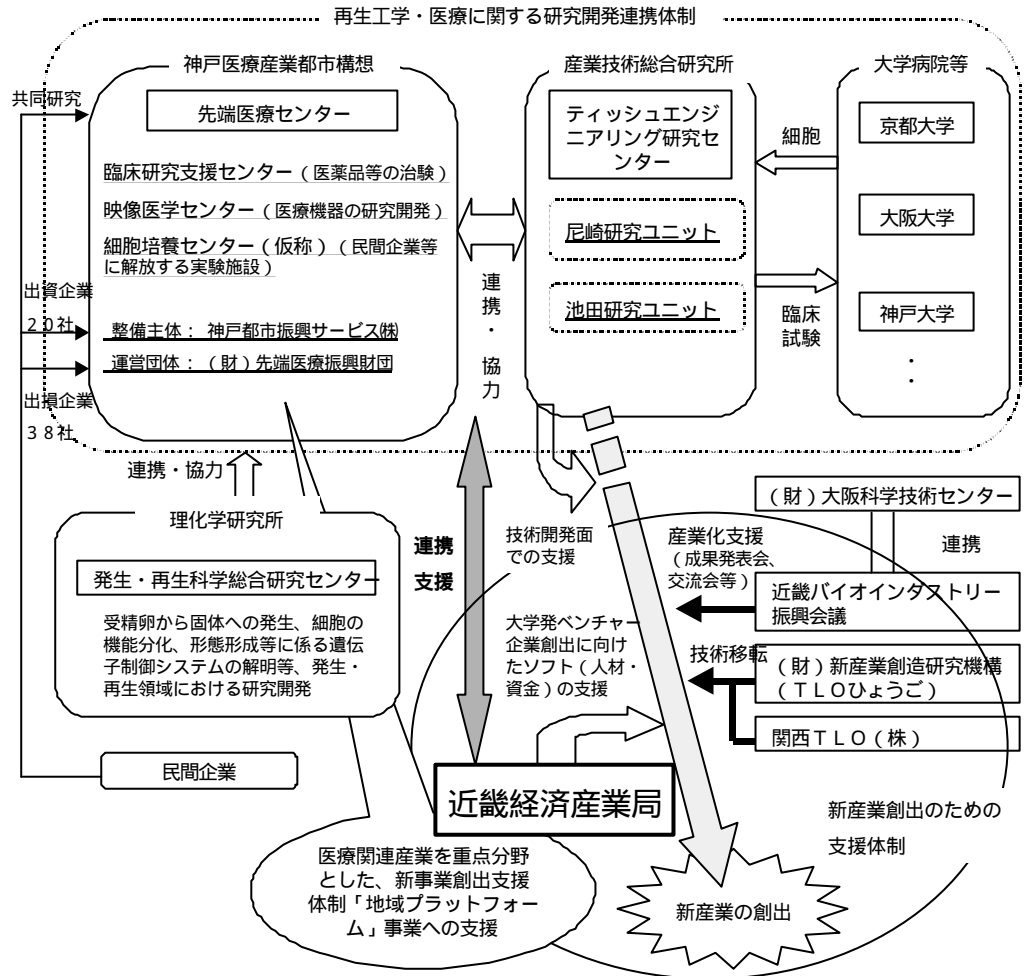 再生工学・医療に関する研究開発連携体制
神戸医療産業都市構想
産業技術総合研究所
大学病院等
共同研究
先端医療センター
ティッシュエンジ
ニアリング研究セ
ンター
細胞
京都大学
臨床研究支援センター（医薬品等の治験）
映像医学センター（医療機器の研究開発）
細胞培養センター（仮称）（民間企業等
に解放する実験施設）
尼崎研究ユニット
大阪大学
連携・協力
池田研究ユニット
臨床
試験
神戸大学
・
・
出資企業
２０社
整備主体： 神戸都市振興サービス㈱
運営団体： （財）先端医療振興財団
出損企業
３８社
連携・協力
理化学研究所
発生・再生科学総合研究センター
受精卵から固体への発生、細胞の
機能分化、形態形成等に係る遺伝
子制御システムの解明等、発生・
再生領域における研究開発
連携
支援
技術開発面
での支援
産業化支援
（成果発表会、
交流会等）
（財）大阪科学技術センター
連携
近畿バイオインダストリー
振興会議
大学発ベンチャー
企業創出に向け
たソフト（人材・
資金）の支援
技術移転
（財）新産業創造研究機構
（ＴＬＯひょうご）
関西ＴＬＯ（株）
民間企業
近畿経済産業局
新産業創出のための
支援体制
医療関連産業を重点分野
とした、新事業創出支援
体制「地域プラットフォー
ム」事業への支援
新産業の創出